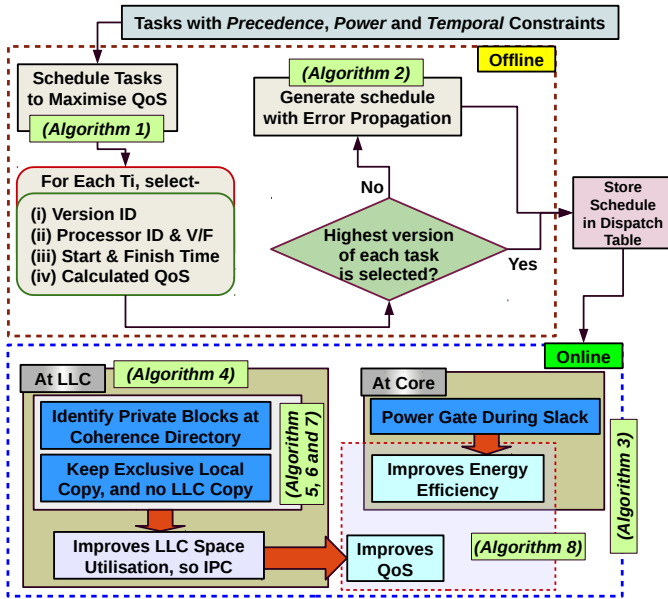 Tasks with Precedence, Power and Temporal Constraints
Offline
Schedule Tasks
to Maximise QoS
(Algorithm 1)
For Each Ti, select-
(i) Version ID
(ii) Processor ID & V/F
(iii) Start & Finish Time
(iv) Calculated QoS
(Algorithm 2)
Generate schedule
with Error Propagation
No
Highest version
of each task
is selected?
Yes
Store
Schedule
in Dispatch
Table
Online
At LLC
(Algorithm 4)
Identify Private Blocks at
Coherence Directory
Keep Exclusive Local
Copy, and no LLC Copy
(Algorithm
5, 6 and 7)
Improves LLC Space
Utilisation, so IPC
At Core
Power Gate During Slack
Improves Energy
Efficiency
(Algorithm 3)
(Algorithm 8)
Improves
QoS